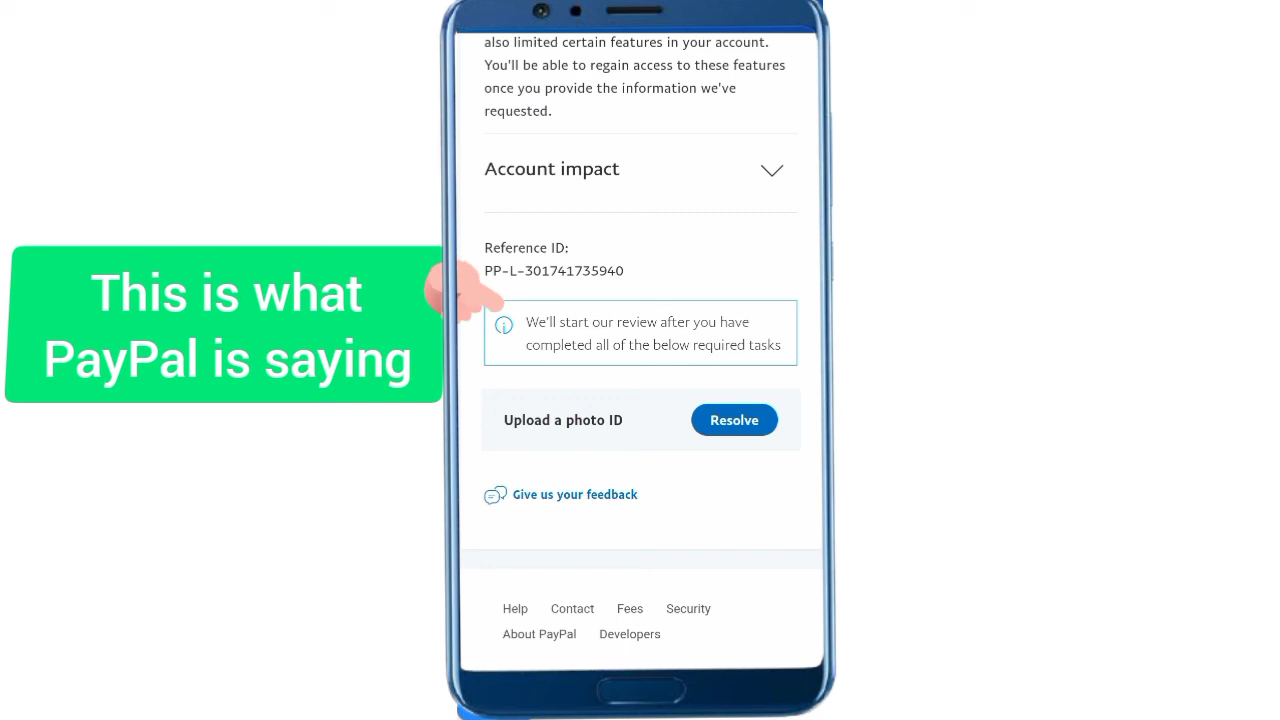 also limited certain features in your account.
You'll be able to regain access to these features
once you provide the information we've
requested.
Account impact
Reference ID:
PP-L-301741735940
This is what
PayPal is saying
We'll start our review after you have
completed all of the below required tasks
Upload a photo ID
Resolve
Give us your feedback
Help Contact Fees Security
About PayPal Developers